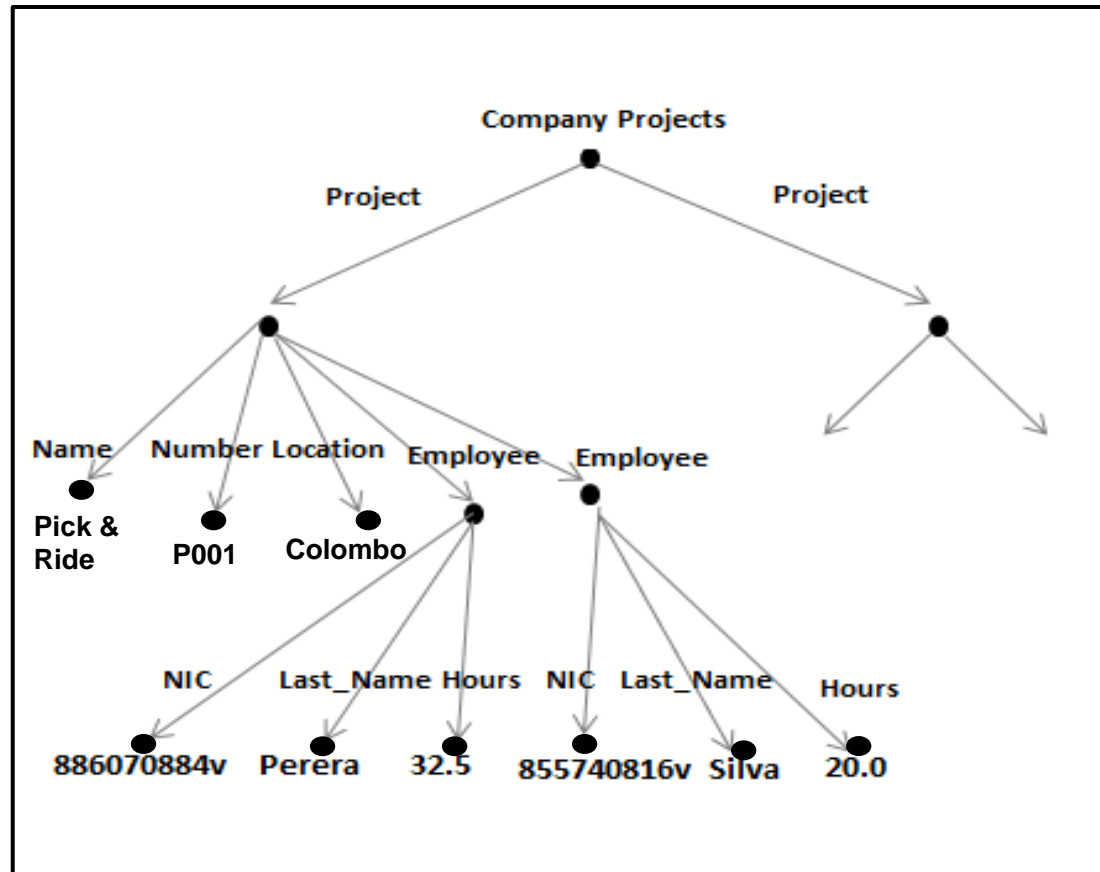 Company Projects
Project
Project
Name
Number
Location
Employee
Employee
Pick &
Ride
P001
Colombo
NIC
Last_Name
Hours
NIC
Last_Name
Hours
886070884v
Perera
32.5
855740816v
Silva
20.0